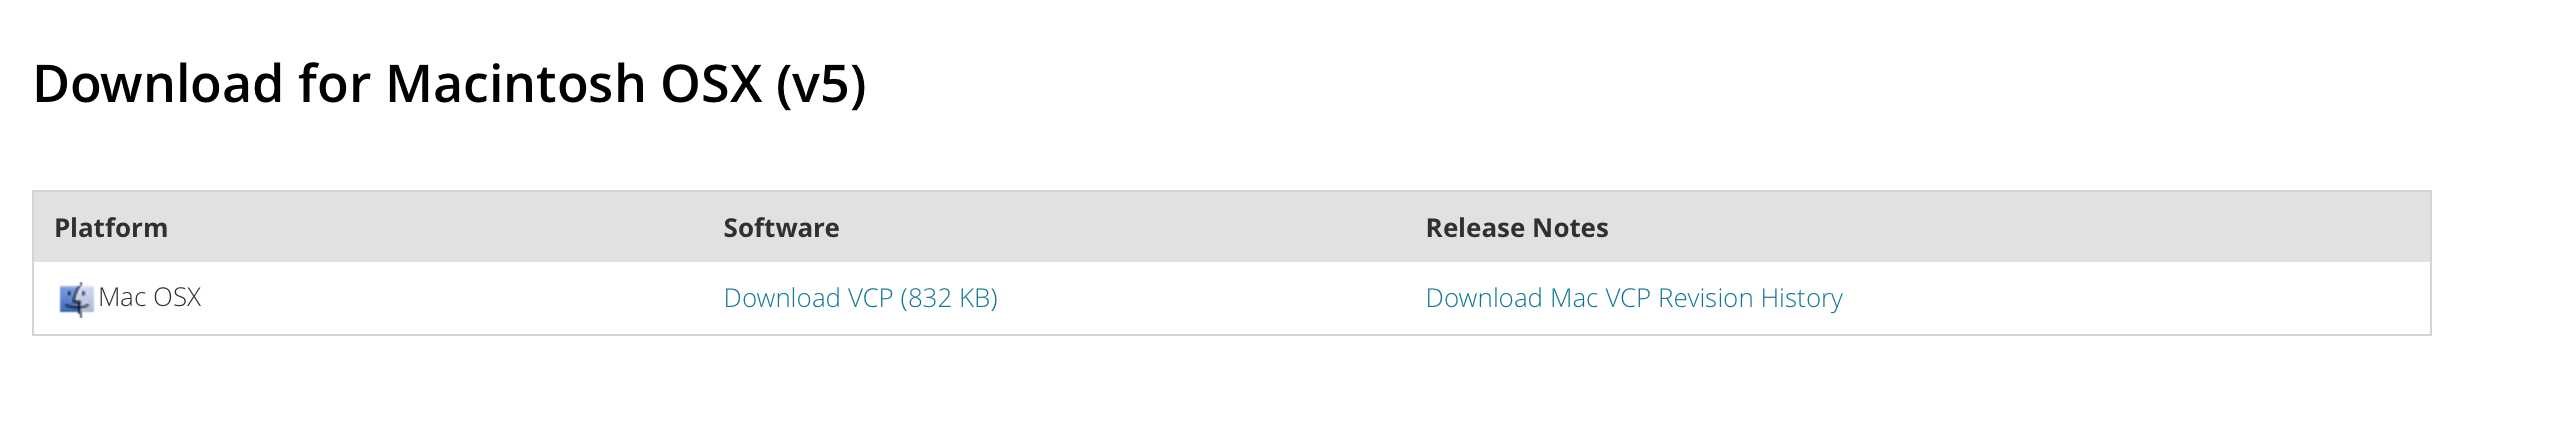 Download for Macintosh OSX (v5)
Platform Software Release Notes
Mac OSX Download VCP (832 KB) Download Mac VCP Revision History